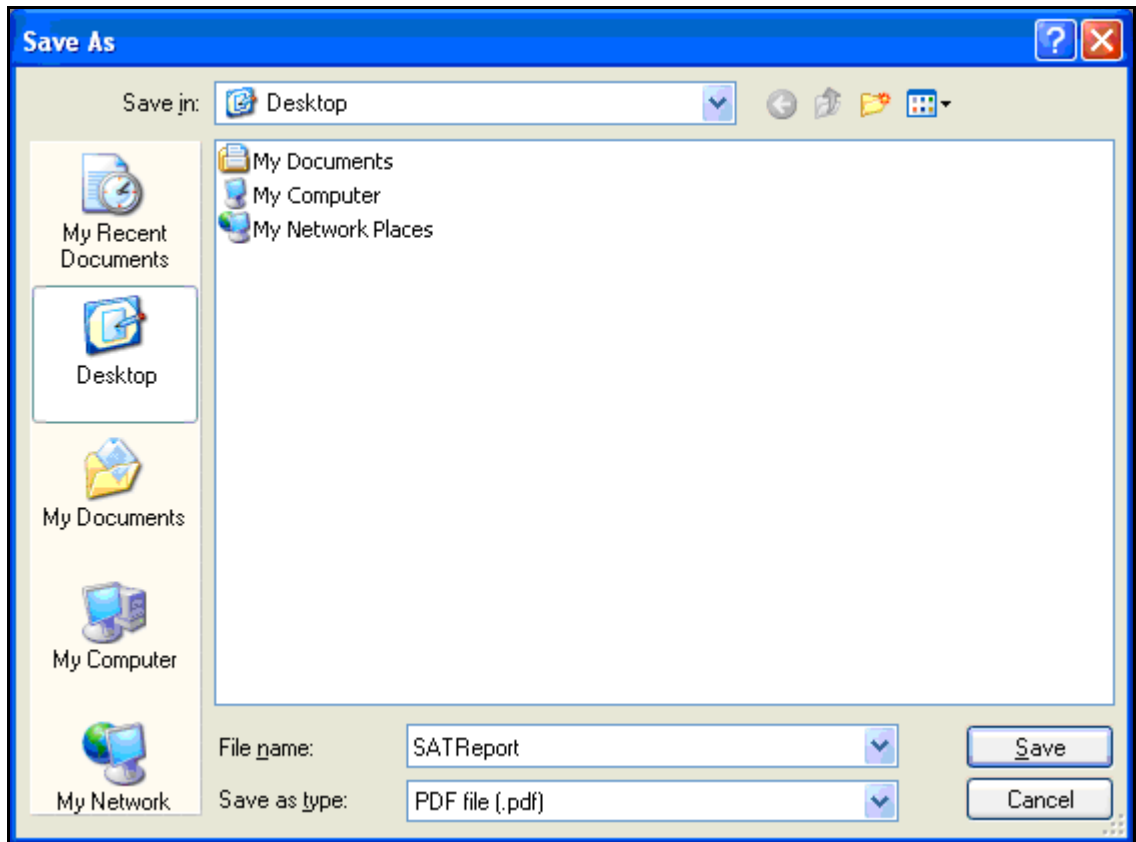 Save As
Save in:
Desktop
My Documents
My Computer
My Network Places
My Recent
Documents
Desktop
My Documents
My Computer
My Network
File name:
SATReport
Save
Save as type:
PDF file (.pdf)
Cancel